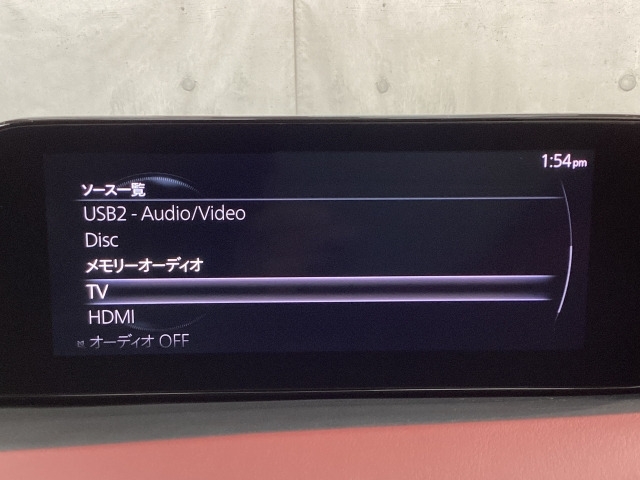 1:54pm
ソース一覧
USB2 - Audio/Video
Disc
メモリーオーディオ
TV
HDMI
オーディオ OFF